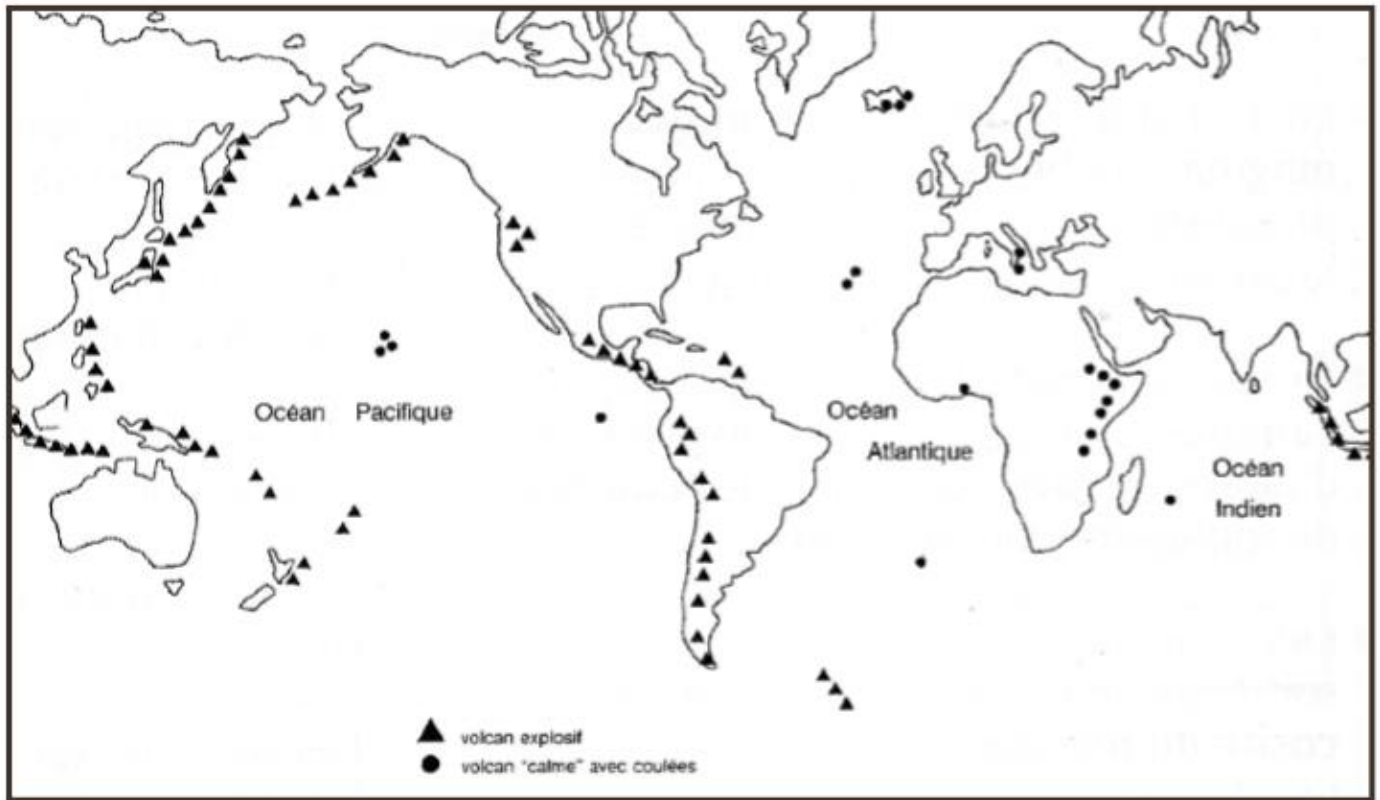 Océan Pacifique
Océan
Atlantique
Océan
Indien
volcan explosif
volcan "calme" avec coulées